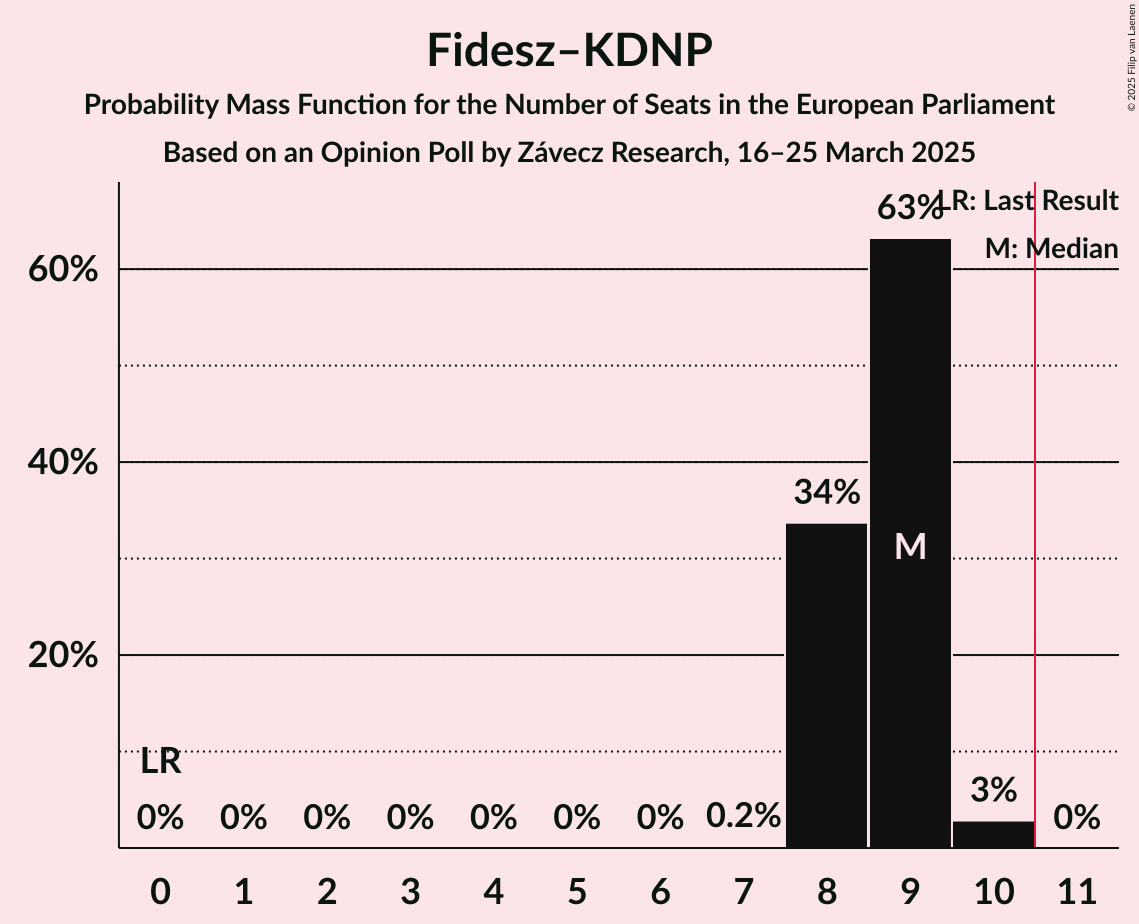 Fidesz–KDNP
Probability Mass Function for the Number of Seats in the European Parliament
Based on an Opinion Poll by Závecz Research, 16–25 March 2025
© 2025 Filip van Laenen
LR: Last Result
M: Median
60%
40%
20%
63%
34%
M
LR
0% 0% 0% 0% 0% 0% 0% 0.2% 3% 0%
0 1 2 3 4 5 6 7 8 9 10 11